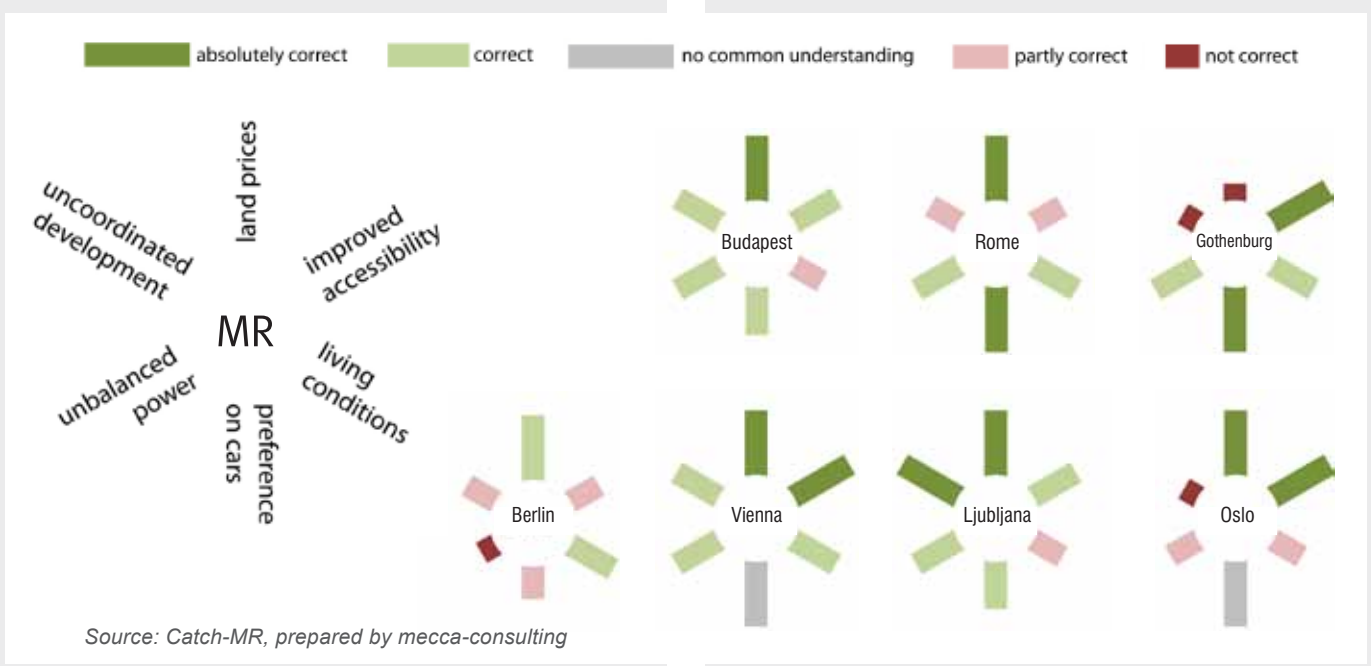 absolutely correct
correct
no common understanding
partly correct
not correct
land prices
uncoordinated
development
improved
accessibility
MR
unbalanced
power
preference
on cars
living
conditions
Budapest
Rome
Gothenburg
Berlin
Vienna
Ljubljana
Oslo
Source: Catch-MR, prepared by mecca-consulting